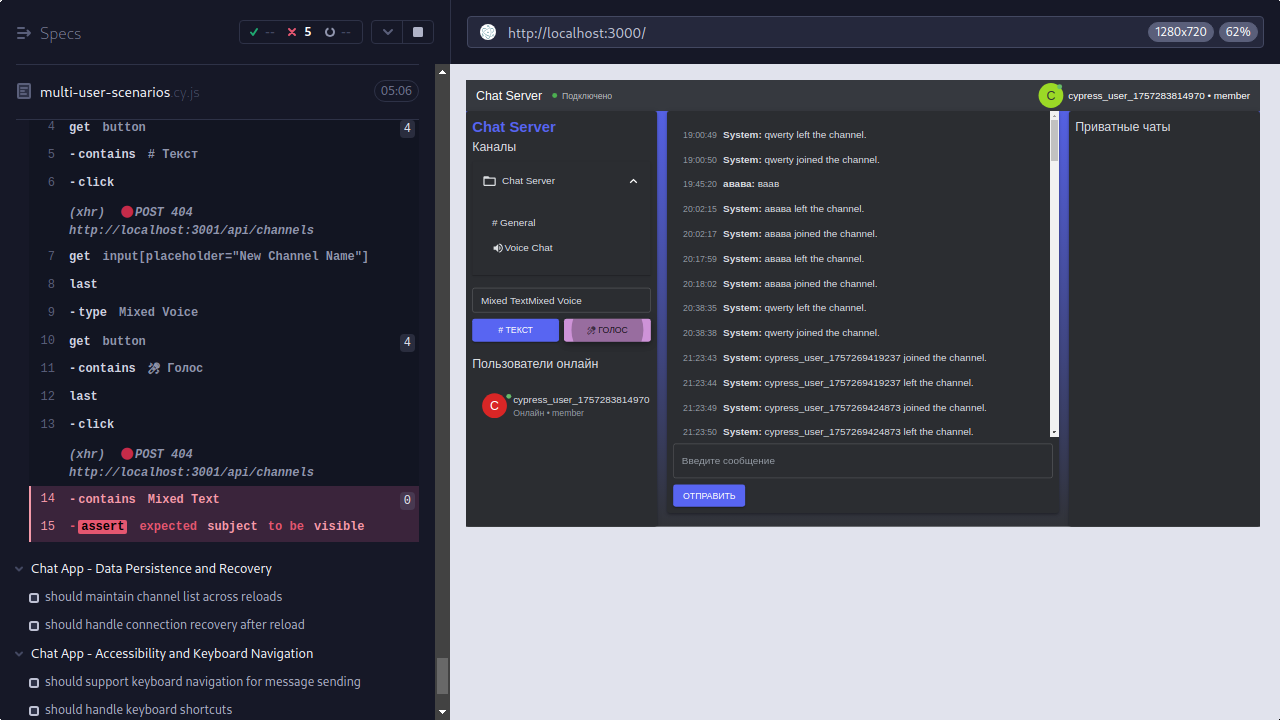 Specs
-- 5 --
multi-user-scenarios.cy.js 05:06
4 get button 4
5 -contains # Текст
6 -click
(xhr) POST 404
http://localhost:3001/api/channels
7 get input[placeholder="New Channel Name"]
8 last
9 -type Mixed Voice
10 get button 4
11 -contains 🎤 Голос
12 last
13 -click
(xhr) POST 404
http://localhost:3001/api/channels
14 -contains Mixed Text 0
15 -assert expected subject to be visible
Chat App - Data Persistence and Recovery
should maintain channel list across reloads
should handle connection recovery after reload
Chat App - Accessibility and Keyboard Navigation
should support keyboard navigation for message sending
should handle keyboard shortcuts
http://localhost:3000/ 1280x720 62%
Chat Server Подключено C cypress_user_1757283814970 • member
Chat Server
Каналы
Chat Server
# General
Voice Chat
Mixed TextMixed Voice
# ТЕКСТ 🎤 ГОЛОС
Пользователи онлайн
C cypress_user_1757283814970
Онлайн • member
19:00:49 System: qwerty left the channel.
19:00:50 System: qwerty joined the channel.
19:45:20 авава: ваав
20:02:15 System: авава left the channel.
20:02:17 System: авава joined the channel.
20:17:59 System: авава left the channel.
20:18:02 System: авава joined the channel.
20:38:35 System: qwerty left the channel.
20:38:38 System: qwerty joined the channel.
21:23:43 System: cypress_user_1757269419237 joined the channel.
21:23:44 System: cypress_user_1757269419237 left the channel.
21:23:49 System: cypress_user_1757269424873 joined the channel.
21:23:50 System: cypress_user_1757269424873 left the channel.
Введите сообщение
ОТПРАВИТЬ
Приватные чаты